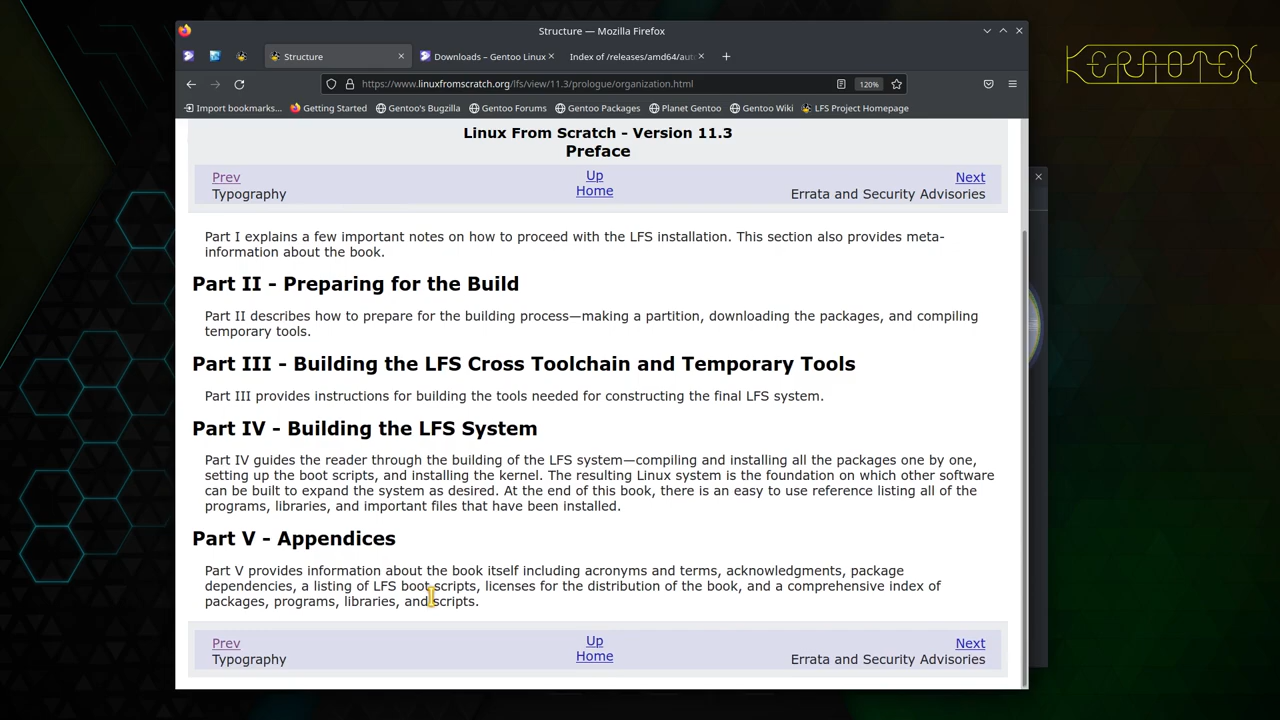 Structure — Mozilla Firefox
KERAOTEX
Structure
Downloads – Gentoo Linux
Index of /releases/amd64/aut
https://www.linuxfromscratch.org/lfs/view/11.3/prologue/organization.html
120%
Import bookmarks...
Getting Started
Gentoo's Bugzilla
Gentoo Forums
Gentoo Packages
Planet Gentoo
Gentoo Wiki
LFS Project Homepage
Linux From Scratch - Version 11.3
Preface
Prev
Up
Next
Typography
Home
Errata and Security Advisories
Part I explains a few important notes on how to proceed with the LFS installation. This section also provides meta-
information about the book.
Part II - Preparing for the Build
Part II describes how to prepare for the building process—making a partition, downloading the packages, and compiling
temporary tools.
Part III - Building the LFS Cross Toolchain and Temporary Tools
Part III provides instructions for building the tools needed for constructing the final LFS system.
Part IV - Building the LFS System
Part IV guides the reader through the building of the LFS system—compiling and installing all the packages one by one,
setting up the boot scripts, and installing the kernel. The resulting Linux system is the foundation on which other software
can be built to expand the system as desired. At the end of this book, there is an easy to use reference listing all of the
programs, libraries, and important files that have been installed.
Part V - Appendices
Part V provides information about the book itself including acronyms and terms, acknowledgments, package
dependencies, a listing of LFS boot scripts, licenses for the distribution of the book, and a comprehensive index of
packages, programs, libraries, and scripts.
Prev
Up
Next
Typography
Home
Errata and Security Advisories